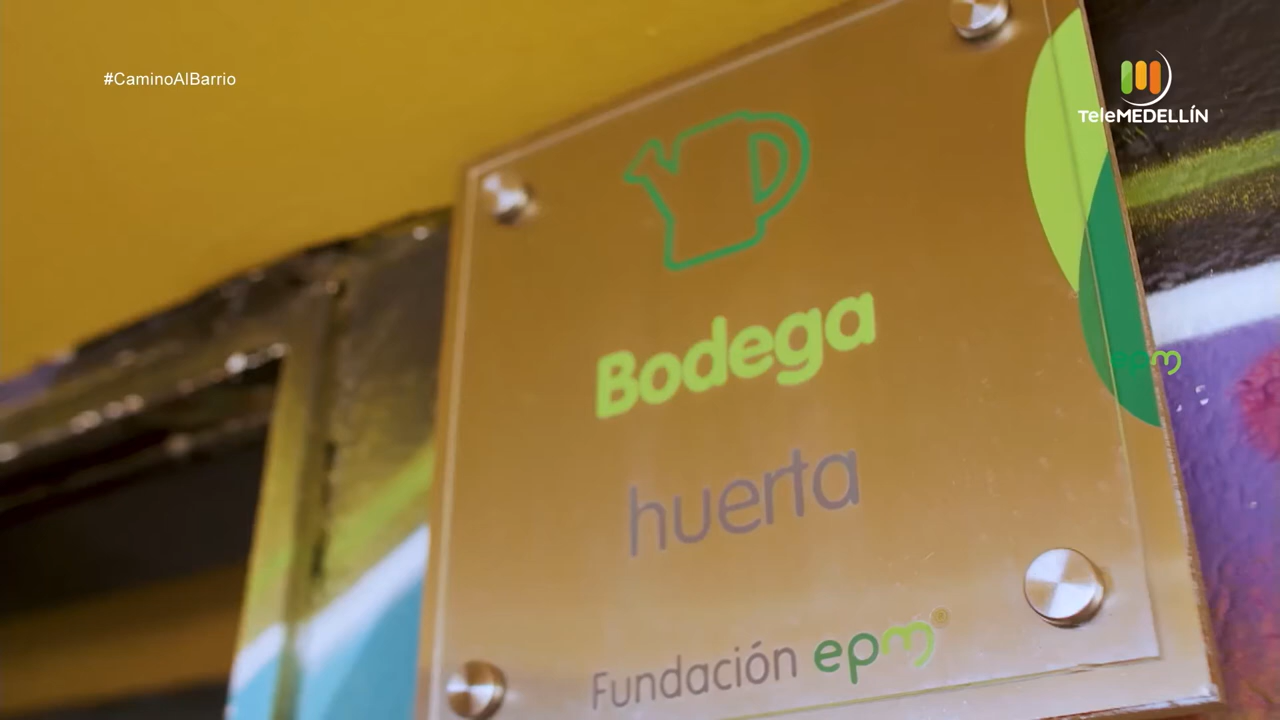 #CaminoAlBarrio
TeleMEDELLÍN
Bodega
epm
huerta
Fundación epm